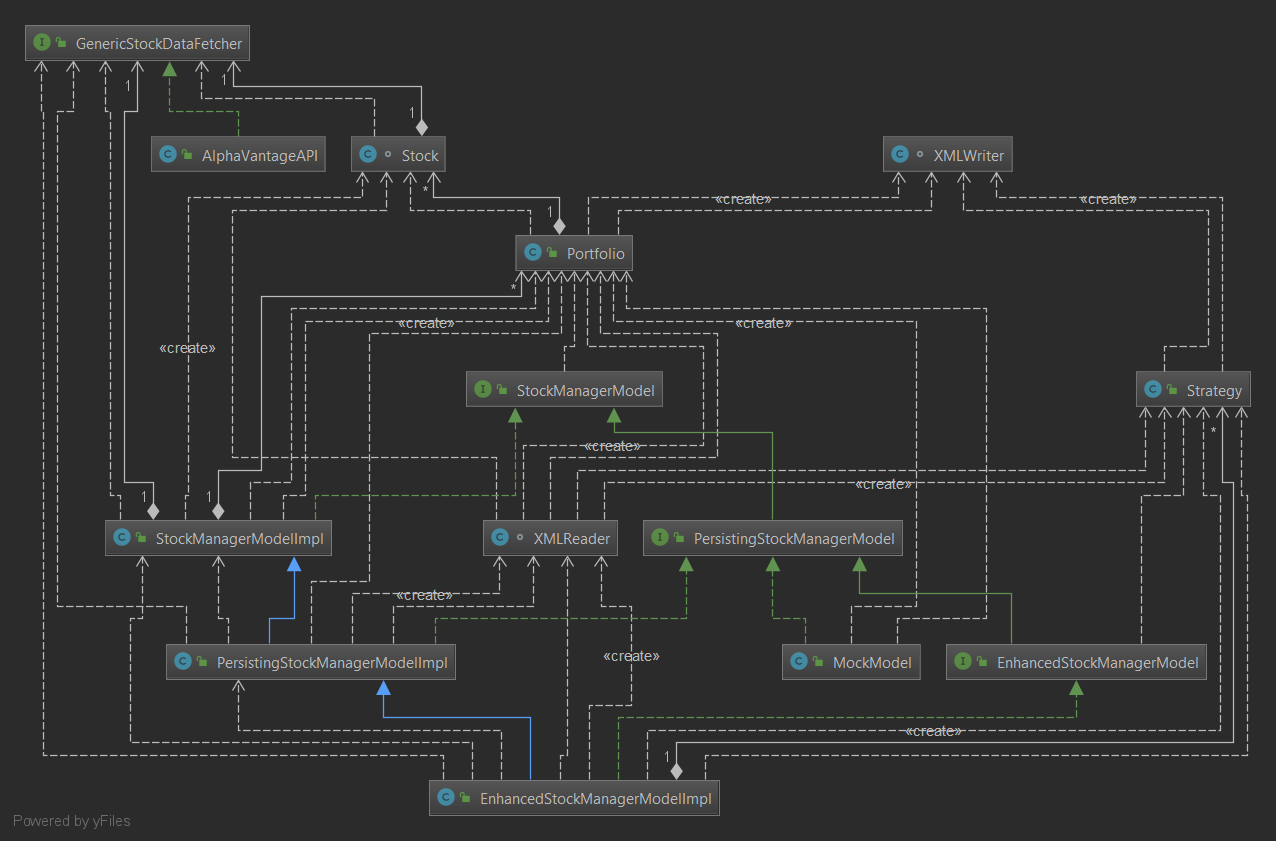 I GenericStockDataFetcher
1
1
1
C AlphaVantageAPI
C Stock
C XMLWriter
*
1
«create»
«create»
C Portfolio
*
«create»
«create»
«create»
I StockManagerModel
C Strategy
*
«create»
«create»
1
1
C StockManagerModelImpl
C XMLReader
I PersistingStockManagerModel
«create»
C PersistingStockManagerModelImpl
C MockModel
I EnhancedStockManagerModel
«create»
«create»
1
C EnhancedStockManagerModelImpl
Powered by yFiles